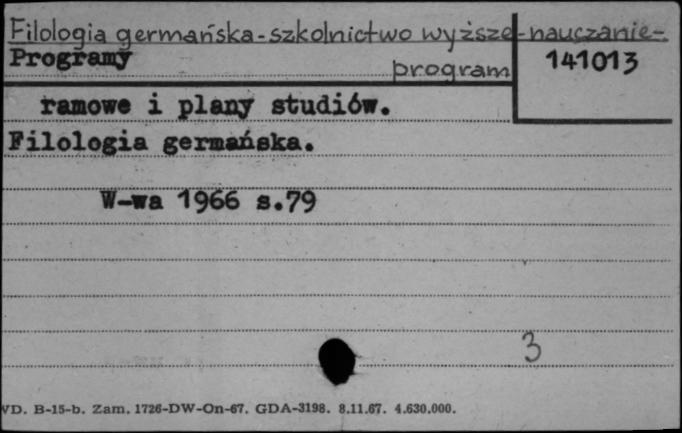 Filologia germańska-szkolnictwo wyższe-nauczanie-
Programy program 141013
ramowe i plany studiów.
Filologia germańska.
W-wa 1966 s.79
3
VD. B-15-b. Zam. 1726-DW-On-67. GDA-3198. 8.11.67. 4.630.000.